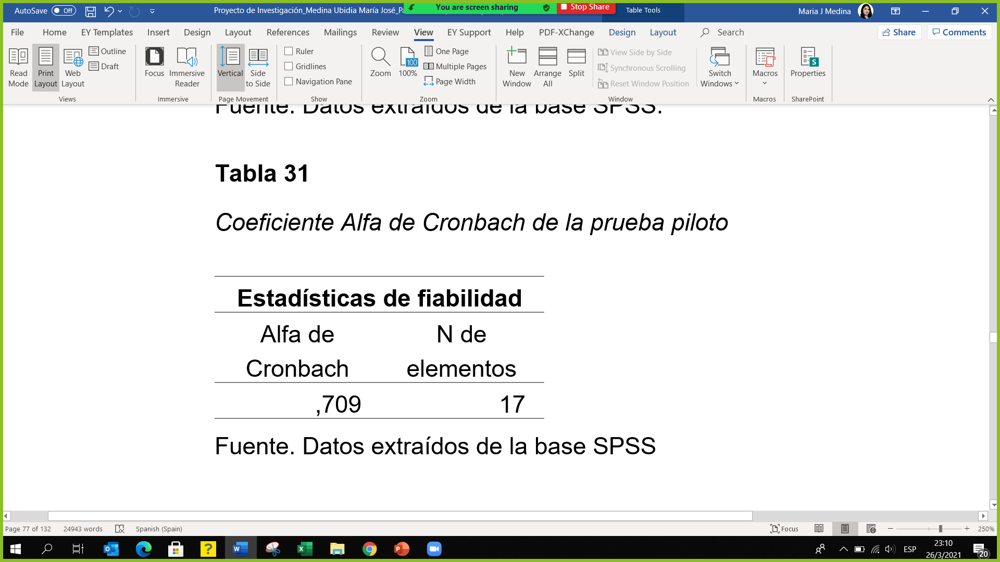 AutoSave Off Proyecto de Investigación_Medina Ubidia María José_ You are screen sharing Stop Share Table Tools Maria J Medina
File Home EY Templates Insert Design Layout References Mailings Review View EY Support Help PDF-XChange Design Layout Search Share Comments
Read Mode
Print Layout
Web Layout
Outline
Draft
Views
Focus
Immersive Reader
Immersive
Vertical
Side to Side
Page Movement
Ruler
Gridlines
Navigation Pane
Show
Zoom
100
100%
One Page
Multiple Pages
Page Width
Zoom
New Window
Arrange All
Split
View Side by Side
Synchronous Scrolling
Reset Window Position
Window
Switch Windows
Macros
Macros
S
Properties
SharePoint
Fuente. Datos extraídos de la base SPSS.
Tabla 31
Coeficiente Alfa de Cronbach de la prueba piloto
Estadísticas de fiabilidad
Alfa de N de
Cronbach elementos
,709 17
Fuente. Datos extraídos de la base SPSS
Page 77 of 132 24943 words Spanish (Spain) Focus 250%
ESP 23:10
26/3/2021 20